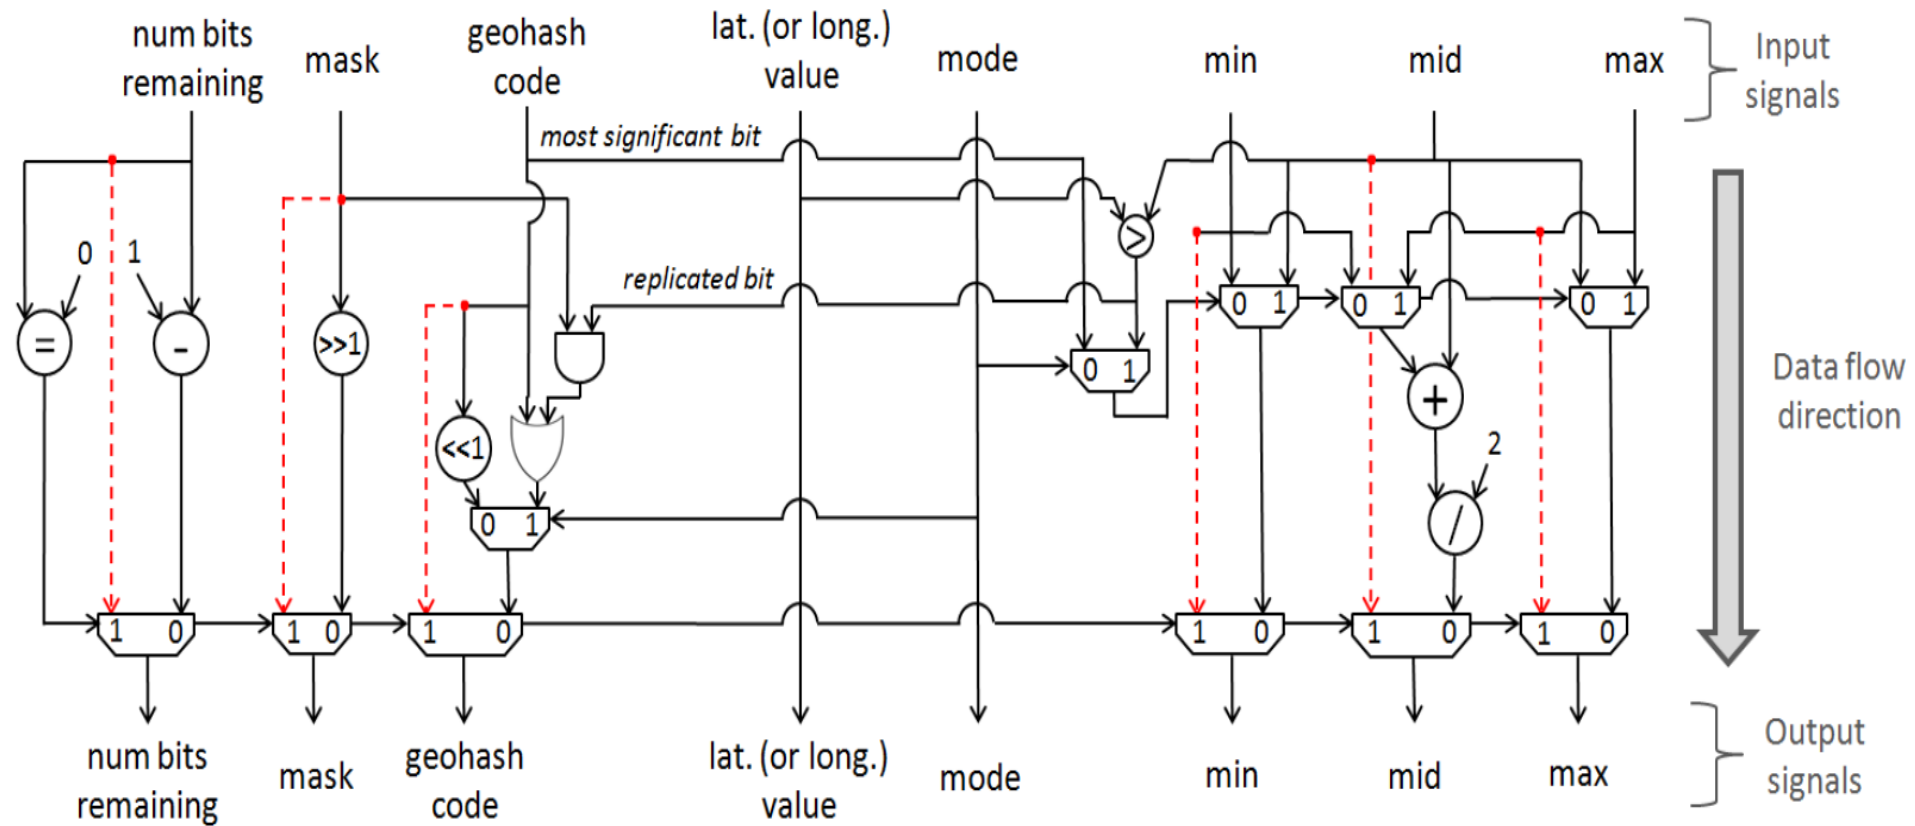 num bits
remaining
mask
geohash
code
lat. (or long.)
value
mode
min
mid
max
Input
signals
most significant bit
0 1
>
replicated bit
= - >>1
0 1
0 1
0 1
0 1
<<1
+
2
/
0 1
Data flow
direction
1 0
1 0
1 0
1 0
1 0
1 0
num bits
remaining
mask
geohash
code
lat. (or long.)
value
mode
min
mid
max
Output
signals